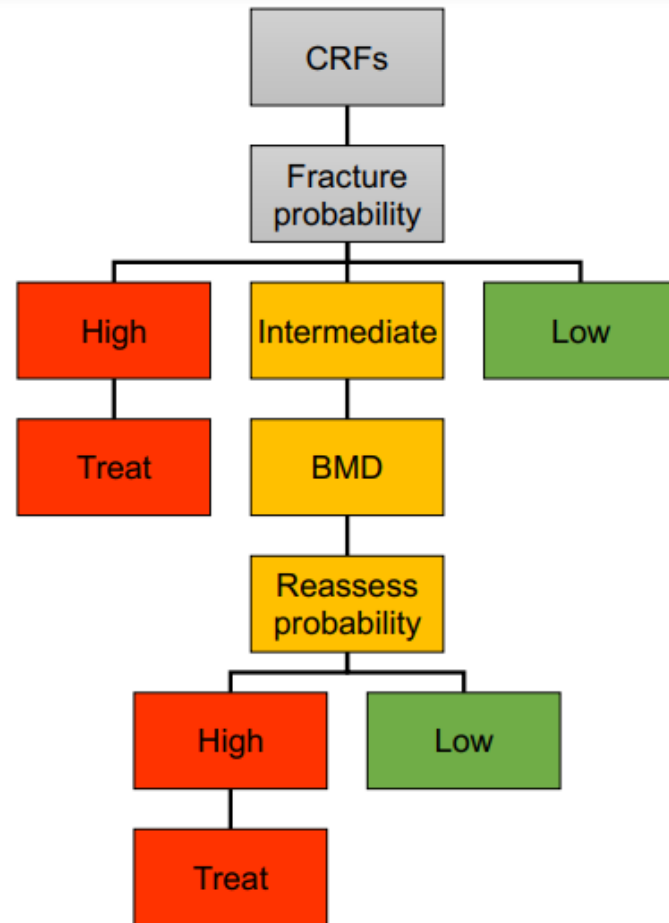 CRFs
Fracture
probability
High
Intermediate
Low
Treat
BMD
Reassess
probability
High
Low
Treat